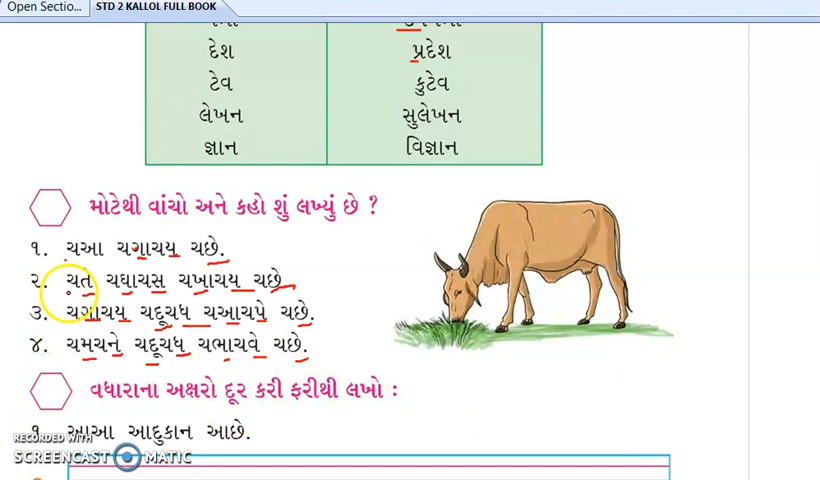 Open Sectio...
STD 2 KALLOL FULL BOOK
દેશ પ્રદેશ
ટેવ કુટેવ
લેખન સુલેખન
જ્ઞાન વિજ્ઞાન
મોટેથી વાંચો અને કહો શું લખ્યું છે ?
૧. ચઆ ચગાચય ચછે.
૨. ચતે ચઘાચસ ચખાચય ચછે.
૩. ચગાચય ચદૂચધ ચઆચપે ચછે.
૪. ચમચને ચદૂચધ ચભાચવે ચછે.
વધારાના અક્ષરો દૂર કરી ફરીથી લખો :
૧. આઆ આદુકાન આછે.
RECORDED WITH
SCREENCAST MATIC